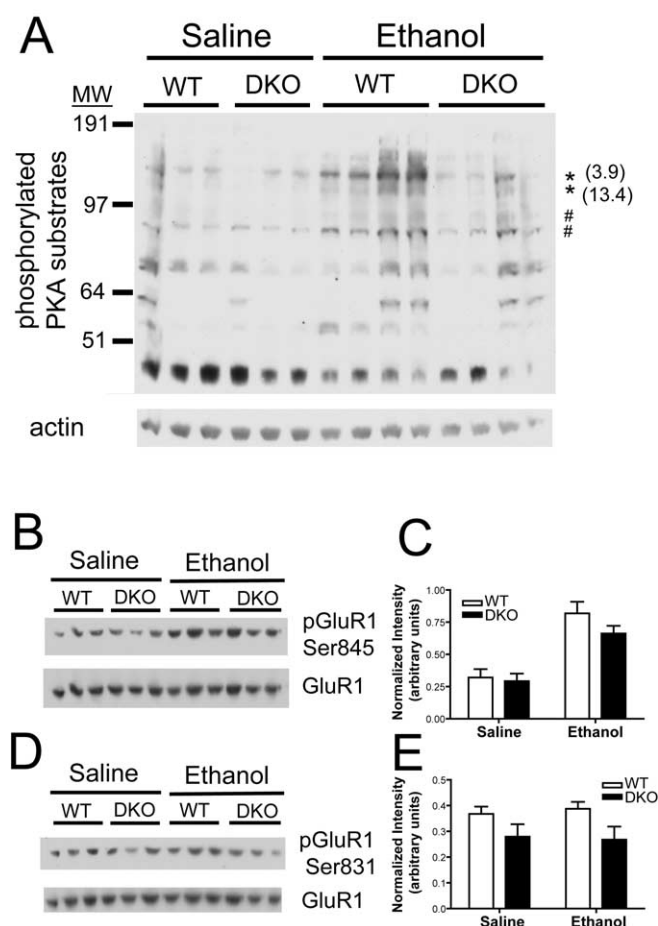 A
Saline Ethanol
WT DKO WT DKO
MW
191
97
64
51
phosphorylated
PKA substrates
* (3.9)
* (13.4)
#
#
actin
B
Saline Ethanol
WT DKO WT DKO
pGluR1
Ser845
GluR1
C
Normalized Intensity
(arbitrary units)
1.00
0.75
0.50
0.25
0.00
WT
DKO
Saline Ethanol
D
Saline Ethanol
WT DKO WT DKO
pGluR1
Ser831
GluR1
E
Normalized Intensity
(arbitrary units)
0.5
0.4
0.3
0.2
0.1
0.0
WT
DKO
Saline Ethanol